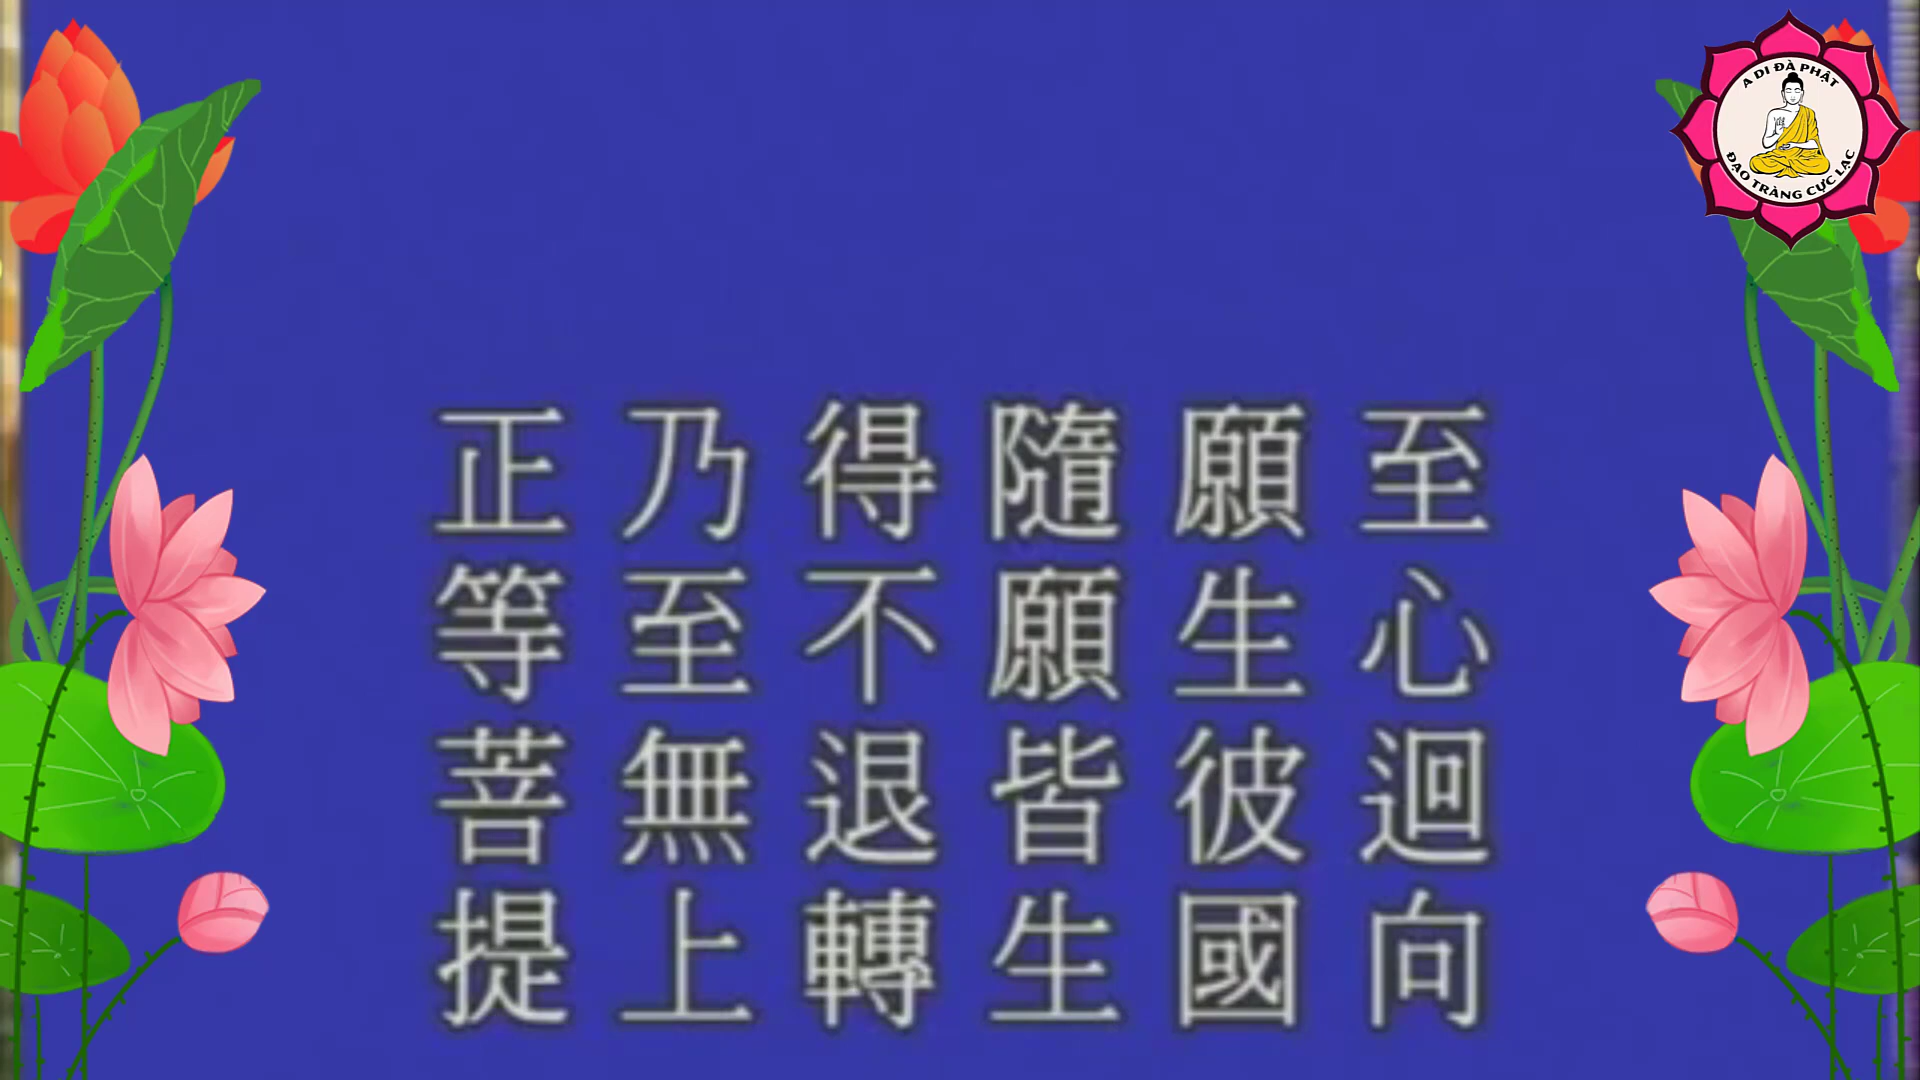 至心迴向
願生彼國
隨願皆生
得不退轉
乃至無上
正等菩提
A DI ĐÀ PHẬT
ĐẠO TRÀNG CỰC LẠC